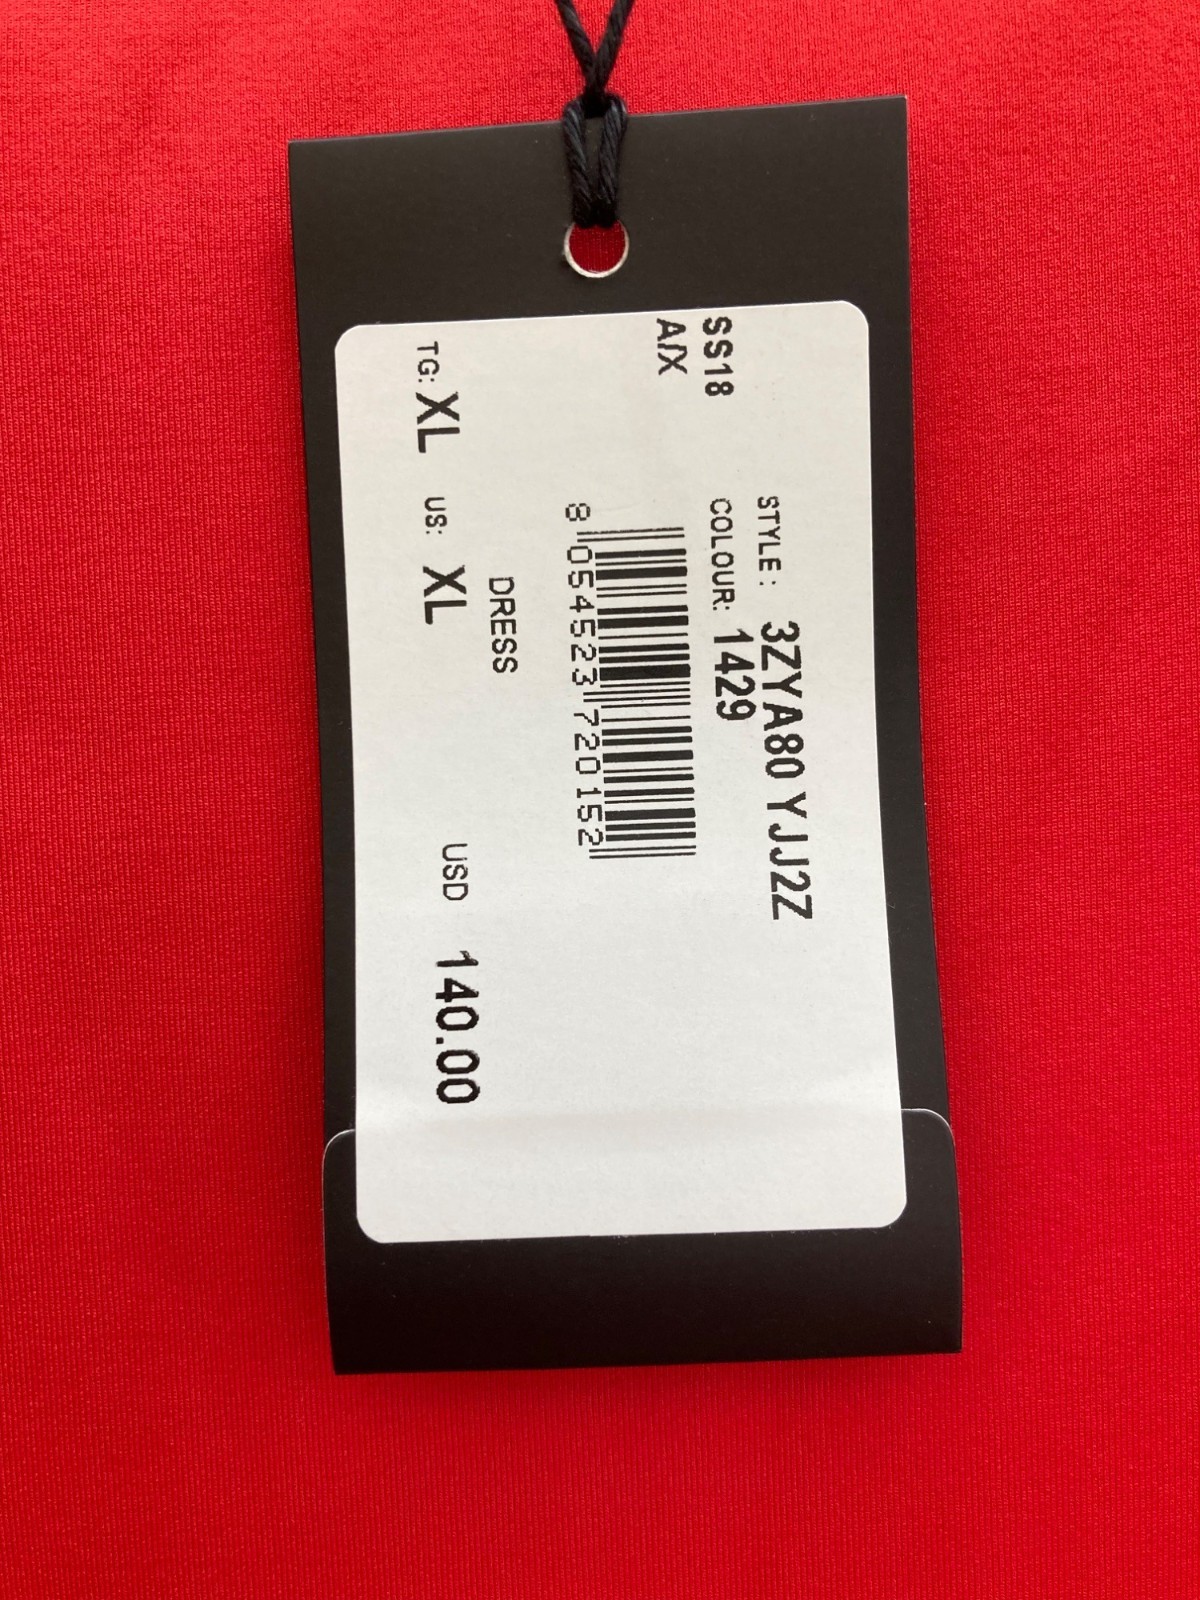 STYLE : 3ZYA80 YJJ2Z
SS18 COLOUR: 1429
A/X
8 054523 720152
DRESS
TG: XL US: XL USD 140.00